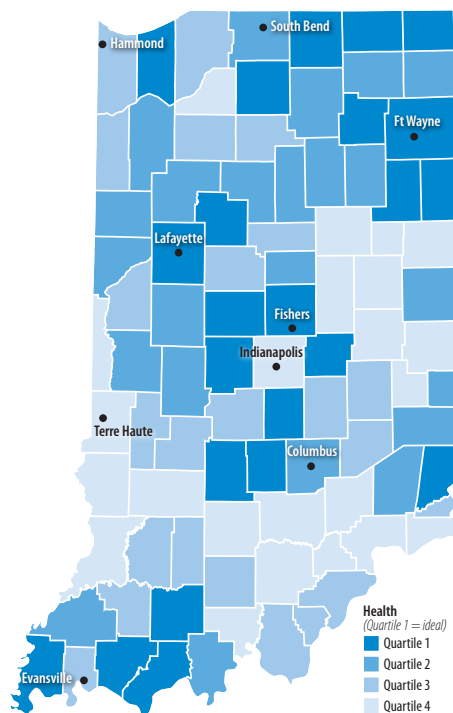 South Bend
Hammond
Ft Wayne
Lafayette
Fishers
Indianapolis
Terre Haute
Columbus
Evansville
Health
(Quartile 1 = ideal)
Quartile 1
Quartile 2
Quartile 3
Quartile 4